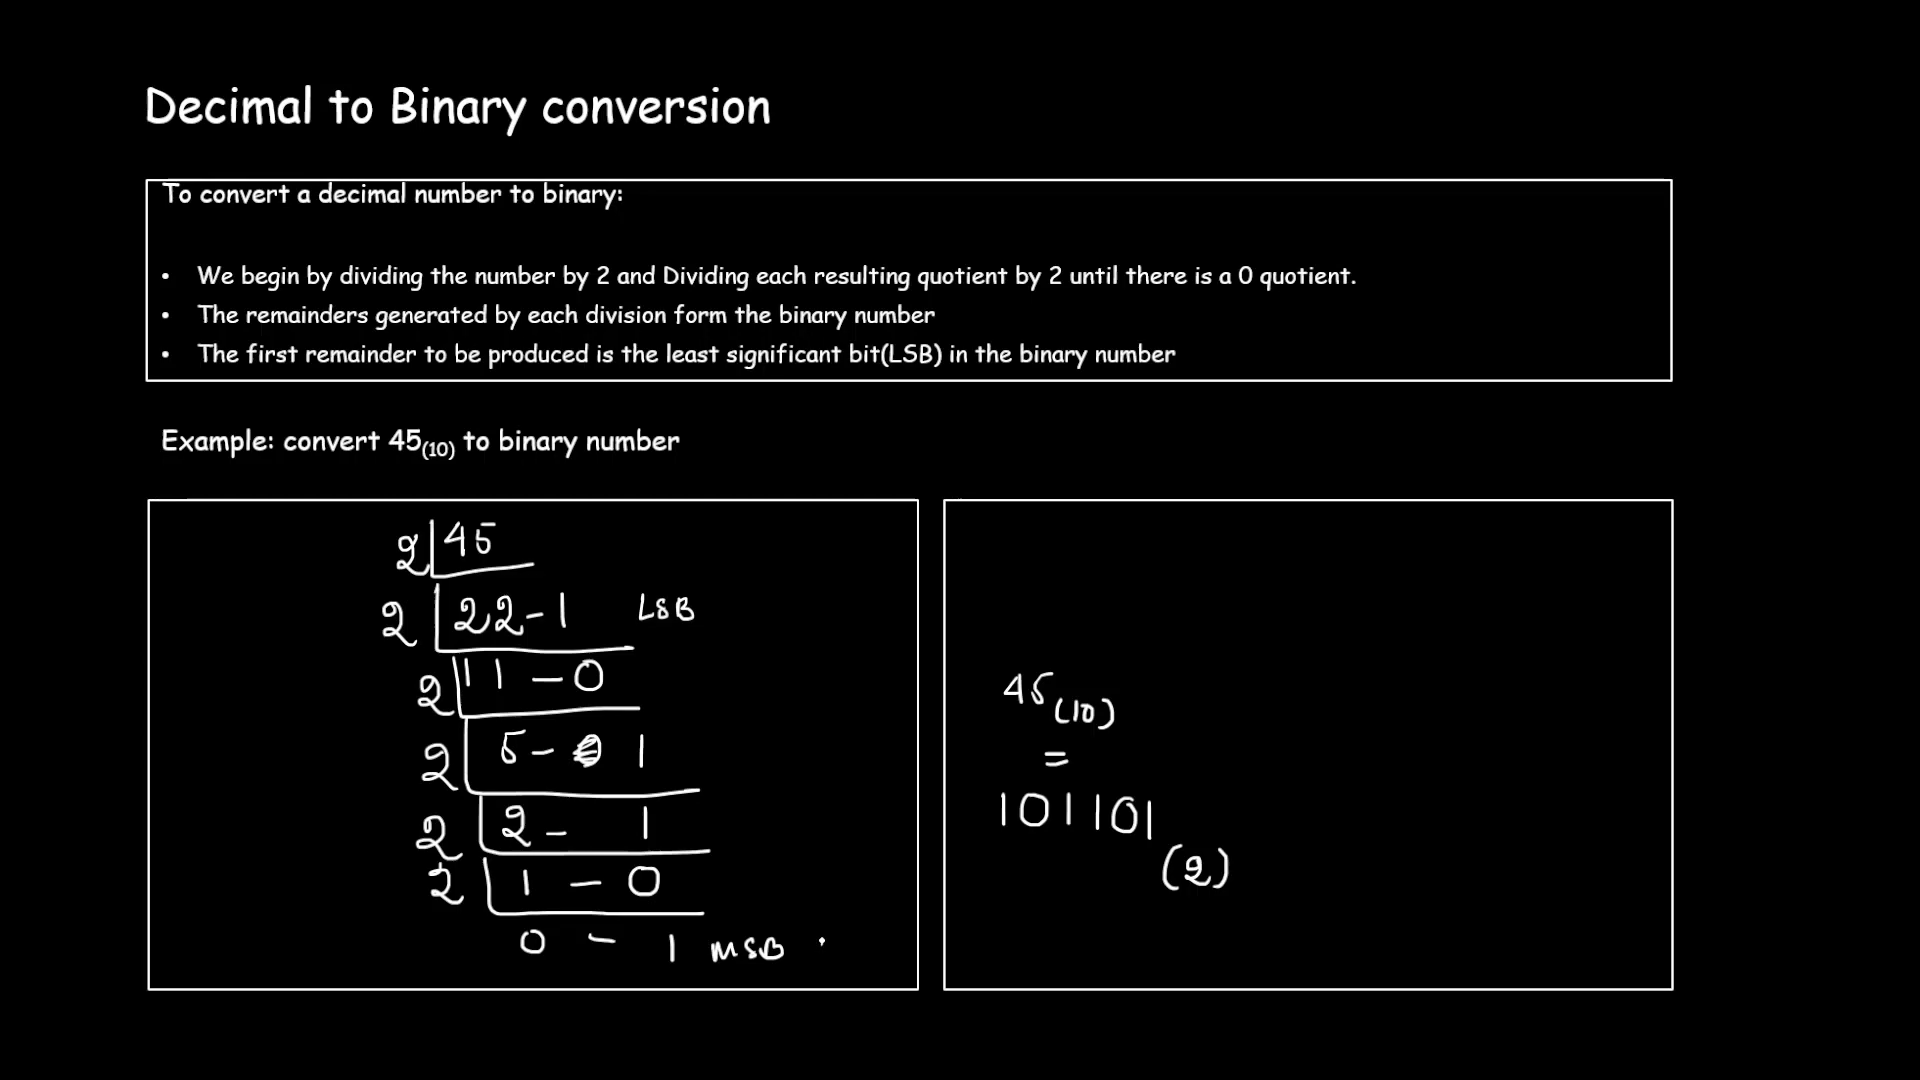 Decimal to Binary conversion
To convert a decimal number to binary:
• We begin by dividing the number by 2 and Dividing each resulting quotient by 2 until there is a 0 quotient.
• The remainders generated by each division form the binary number
• The first remainder to be produced is the least significant bit(LSB) in the binary number
Example: convert 45(10) to binary number
2 45
2 22 - 1 LSB
2 11 - 0
2 5 - 1
2 2 - 1
2 1 - 0
0 - 1 MSB
45(10)
=
101101(2)